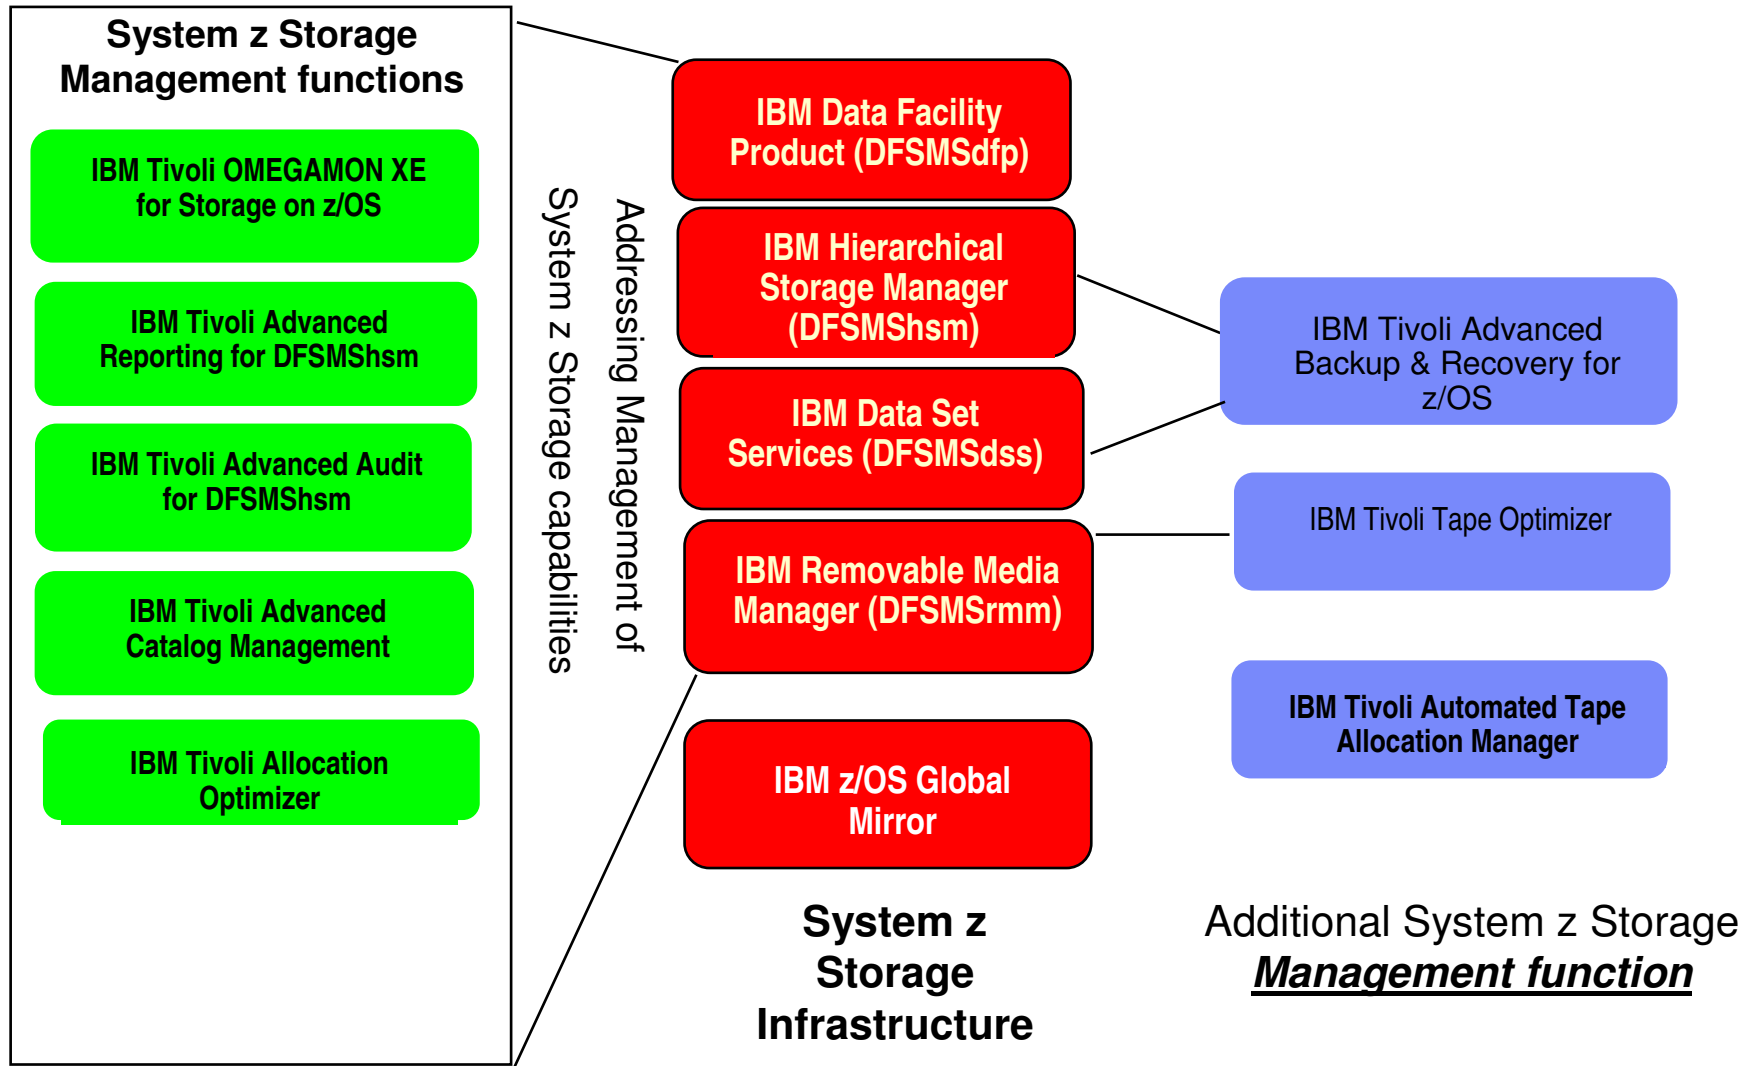 System z Storage
Management functions
IBM Tivoli OMEGAMON XE
for Storage on z/OS
IBM Tivoli Advanced
Reporting for DFSMShsm
IBM Tivoli Advanced Audit
for DFSMShsm
IBM Tivoli Advanced
Catalog Management
IBM Tivoli Allocation
Optimizer
Addressing Management of
System z Storage capabilities
IBM Data Facility
Product (DFSMSdfp)
IBM Hierarchical
Storage Manager
(DFSMShsm)
IBM Data Set
Services (DFSMSdss)
IBM Removable Media
Manager (DFSMSrmm)
IBM z/OS Global
Mirror
System z
Storage
Infrastructure
IBM Tivoli Advanced
Backup & Recovery for
z/OS
IBM Tivoli Tape Optimizer
IBM Tivoli Automated Tape
Allocation Manager
Additional System z Storage
Management function